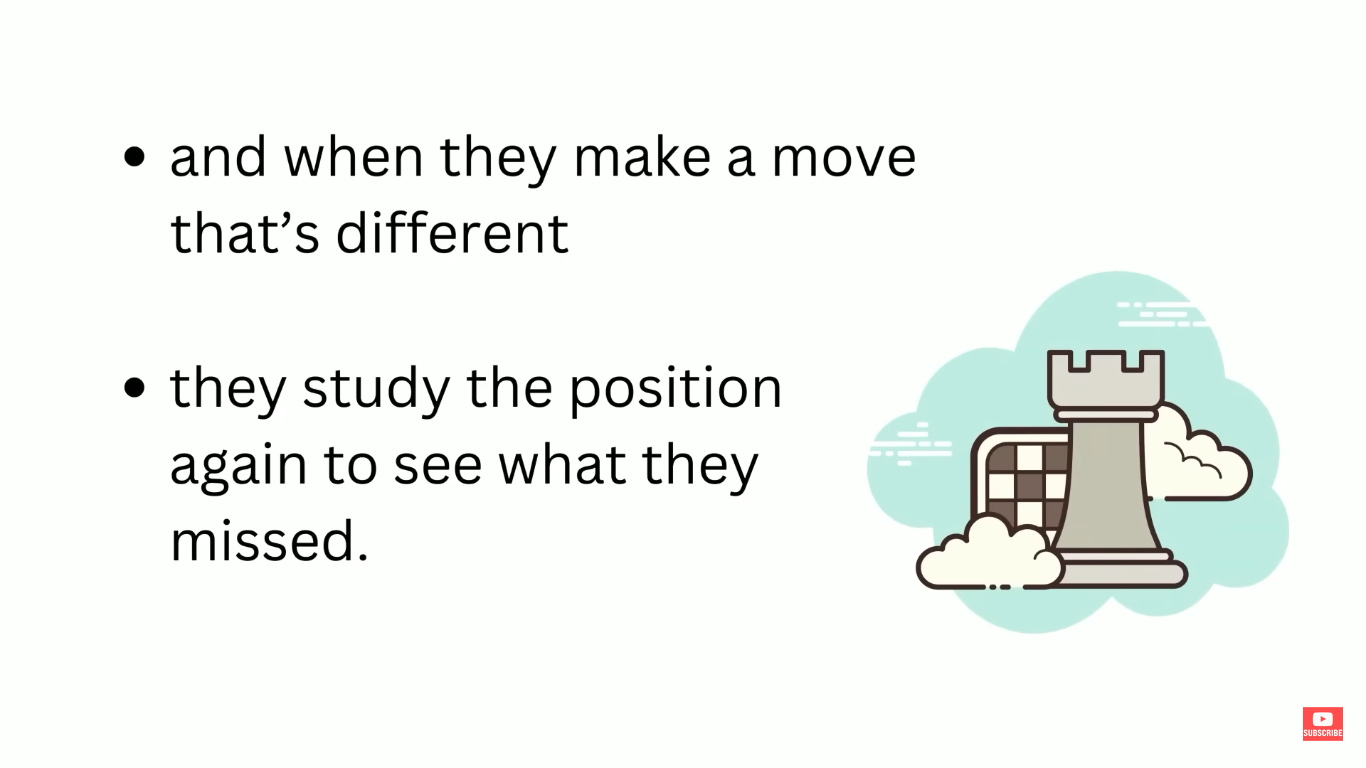 • and when they make a move
that’s different
• they study the position
again to see what they
missed.
SUBSCRIBE